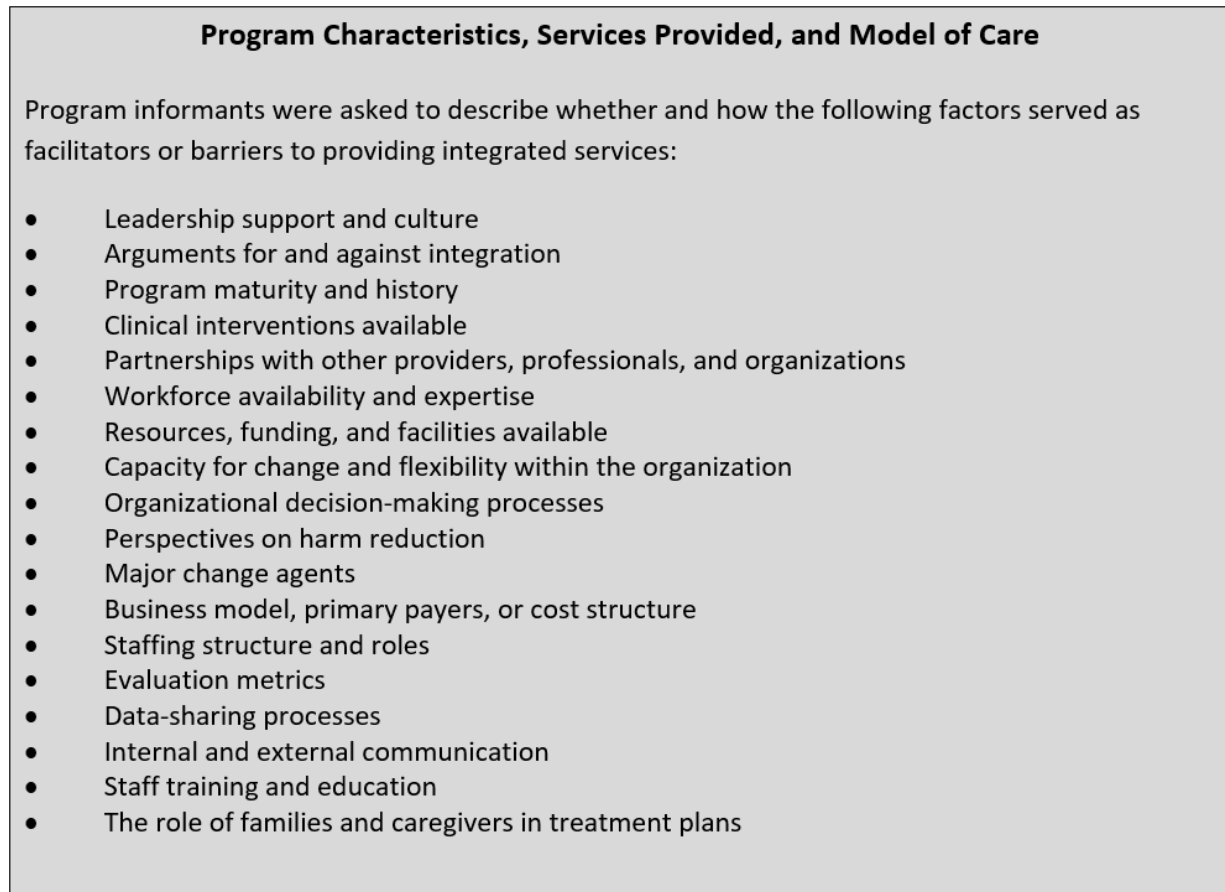 Program Characteristics, Services Provided, and Model of Care
Program informants were asked to describe whether and how the following factors served as
facilitators or barriers to providing integrated services:
• Leadership support and culture
• Arguments for and against integration
• Program maturity and history
• Clinical interventions available
• Partnerships with other providers, professionals, and organizations
• Workforce availability and expertise
• Resources, funding, and facilities available
• Capacity for change and flexibility within the organization
• Organizational decision-making processes
• Perspectives on harm reduction
• Major change agents
• Business model, primary payers, or cost structure
• Staffing structure and roles
• Evaluation metrics
• Data-sharing processes
• Internal and external communication
• Staff training and education
• The role of families and caregivers in treatment plans